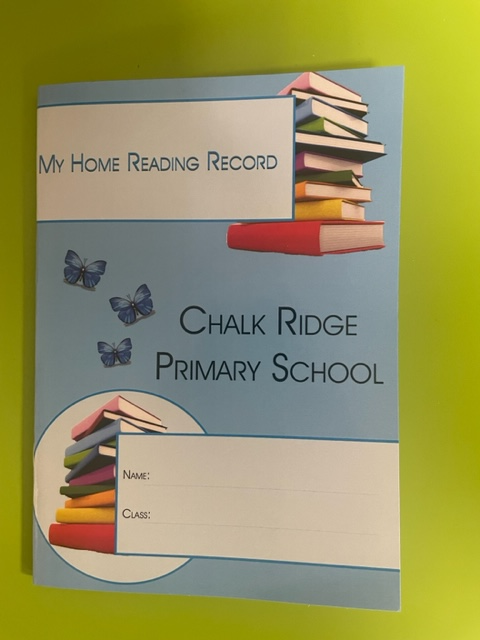 My Home Reading Record
Chalk Ridge
Primary School
Name:
Class: